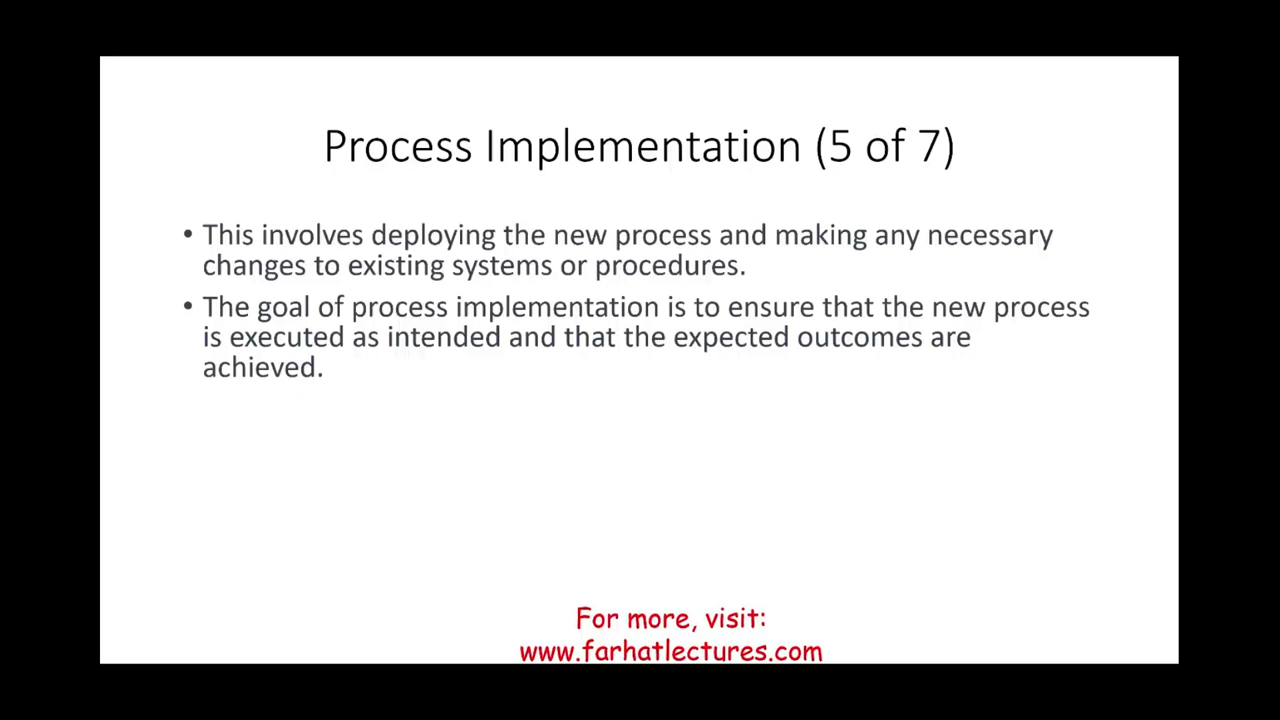 Process Implementation (5 of 7)
• This involves deploying the new process and making any necessary
changes to existing systems or procedures.
• The goal of process implementation is to ensure that the new process
is executed as intended and that the expected outcomes are
achieved.
For more, visit:
www.farhatlectures.com